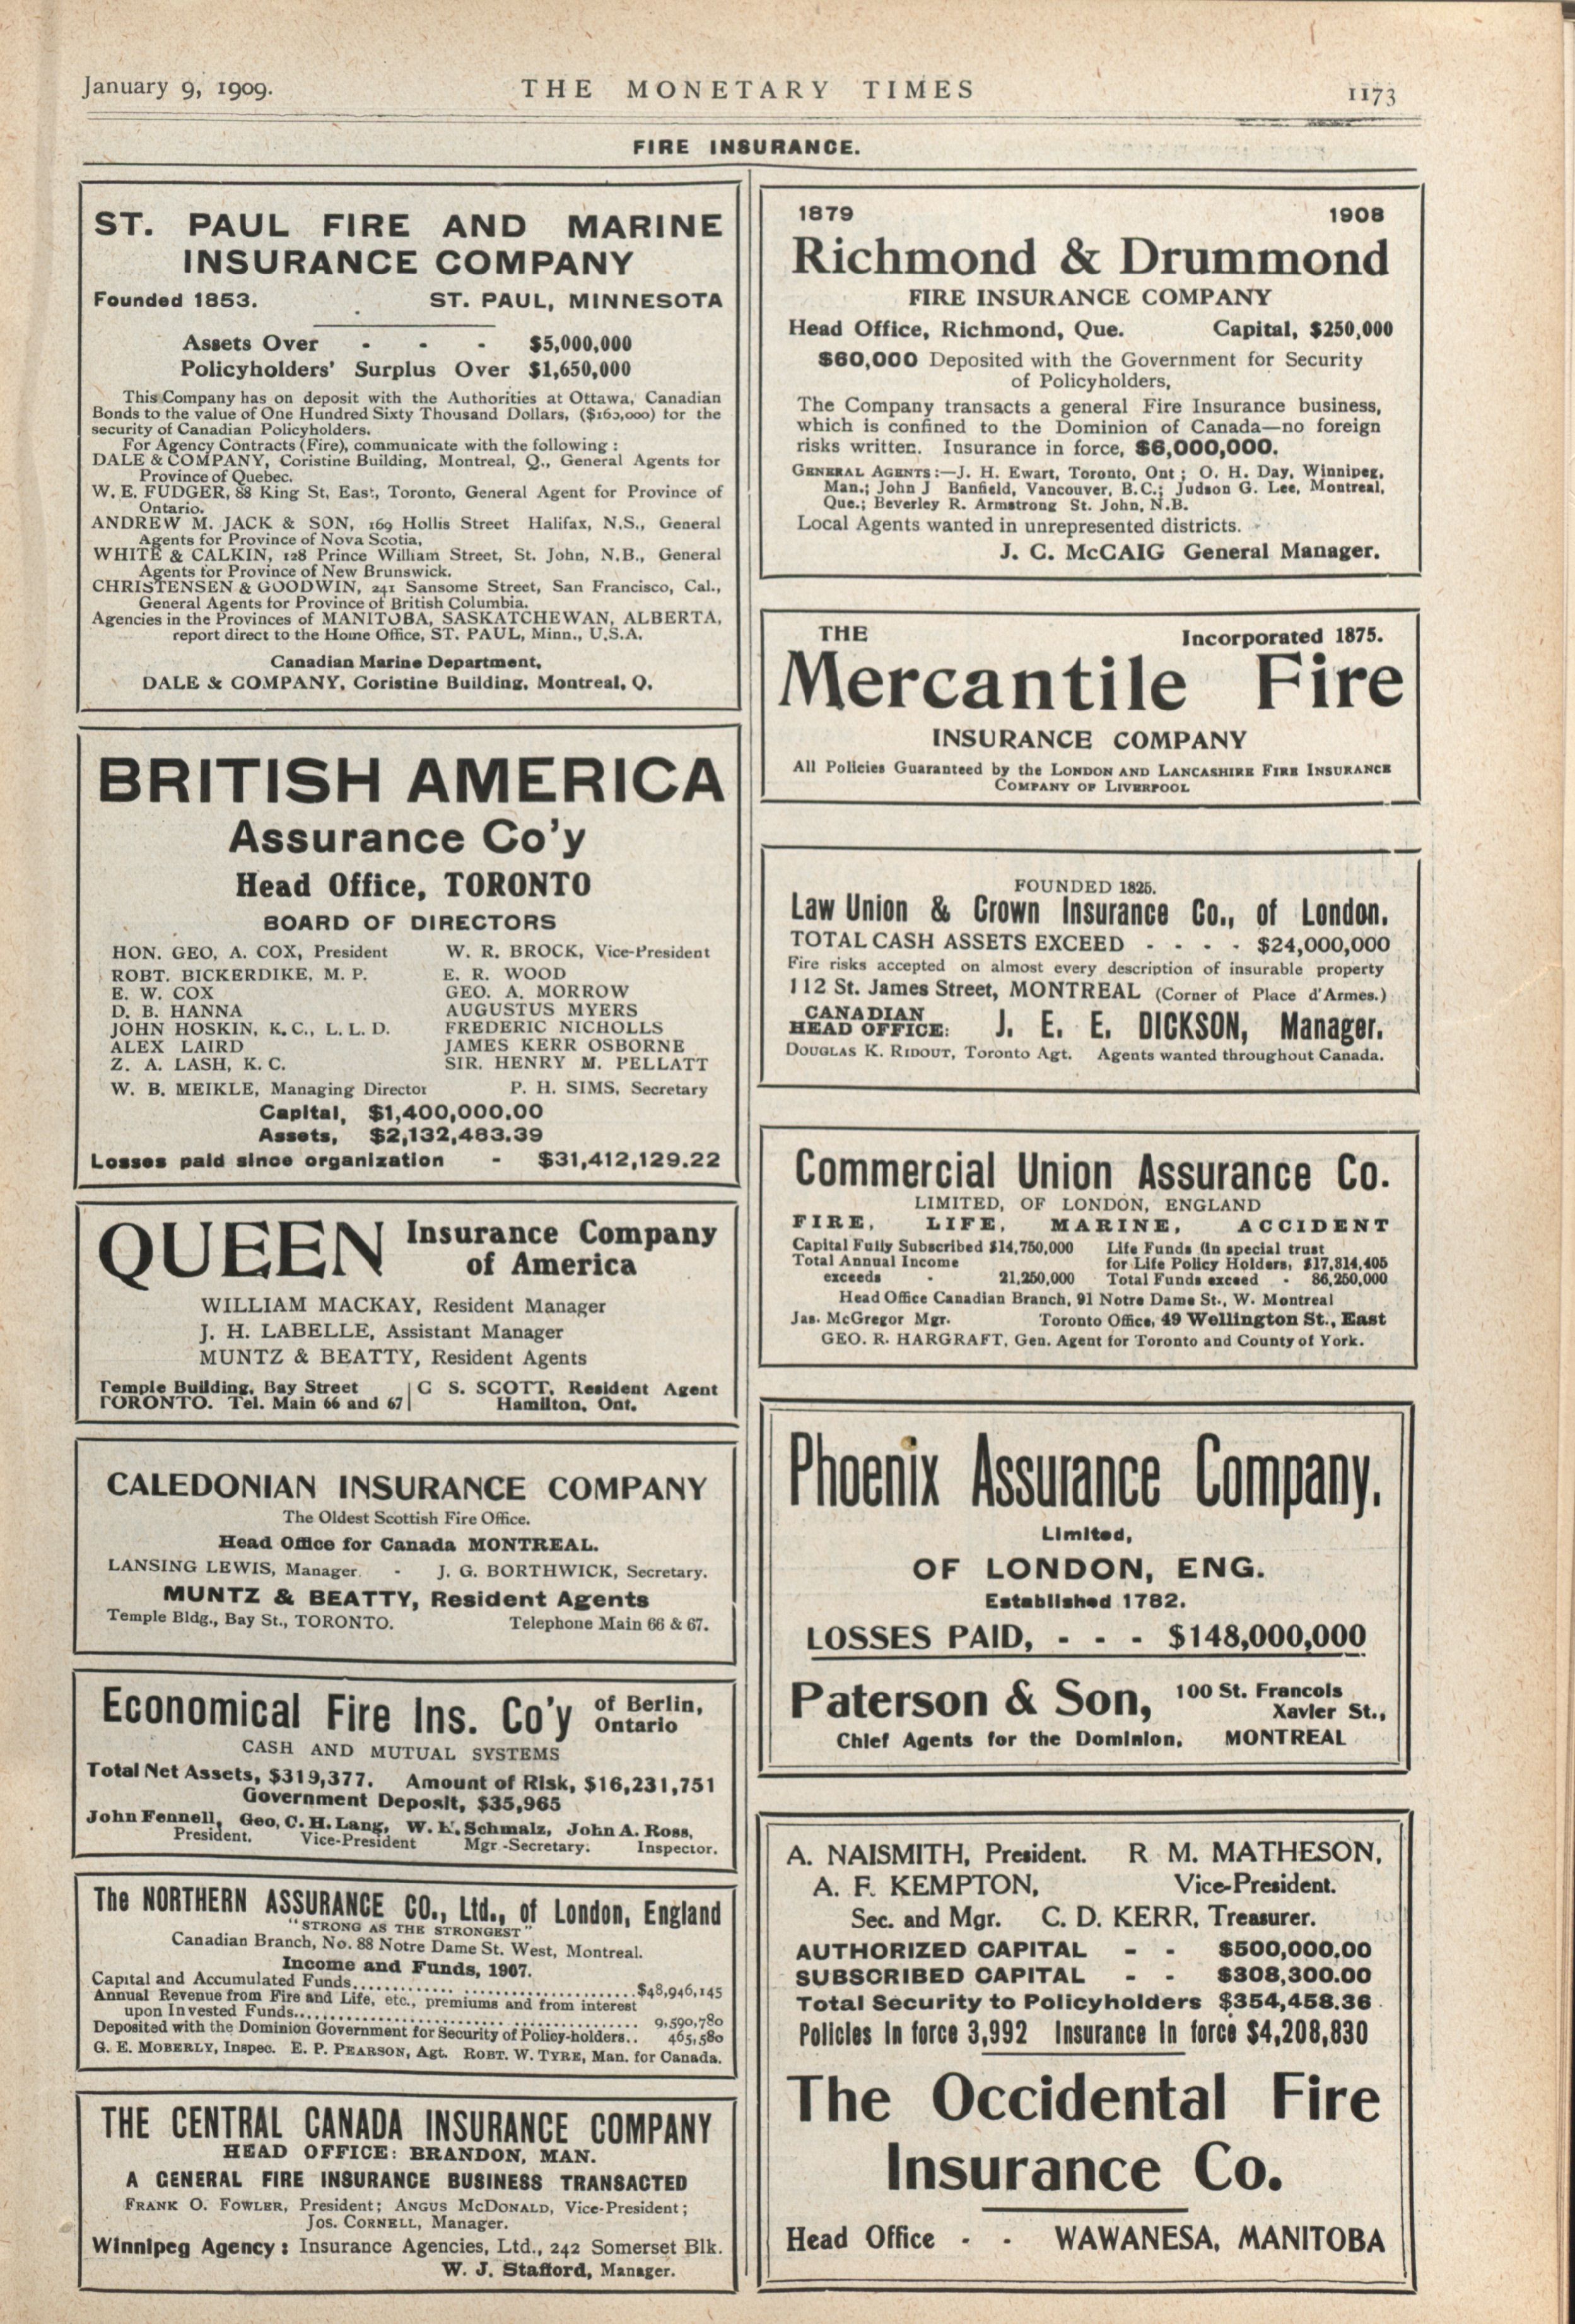 January 9, 1909.
THE MONETARY TIMES
1173
FIRE INSURANCE.
ST. PAUL FIRE AND MARINE
INSURANCE COMPANY
Founded 1853. ST. PAUL, MINNESOTA
Assets Over - - - $5,000,000
Policyholders' Surplus Over $1,650,000
This Company has on deposit with the Authorities at Ottawa, Canadian
Bonds to the value of One Hundred Sixty Thousand Dollars, ($160,000) for the
security of Canadian Policyholders.
For Agency Contracts (Fire), communicate with the following :
DALE & COMPANY, Coristine Building, Montreal, Q., General Agents for
Province of Quebec.
W. E. FUDGER, 88 King St, East, Toronto, General Agent for Province of
Ontario.
ANDREW M. JACK & SON, 169 Hollis Street Halifax, N.S., General
Agents for Province of Nova Scotia,
WHITE & CALKIN, 128 Prince William Street, St. John, N.B., General
Agents for Province of New Brunswick.
CHRISTENSEN & GOODWIN, 241 Sansome Street, San Francisco, Cal.,
General Agents for Province of British Columbia.
Agencies in the Provinces of MANITOBA, SASKATCHEWAN, ALBERTA,
report direct to the Home Office, ST. PAUL, Minn., U.S.A.
Canadian Marine Department,
DALE & COMPANY, Coristine Building, Montreal, Q.
BRITISH AMERICA
Assurance Co'y
Head Office, TORONTO
BOARD OF DIRECTORS
HON. GEO, A. COX, President W. R. BROCK, Vice-President
ROBT. BICKERDIKE, M. P. E. R. WOOD
E. W. COX GEO. A. MORROW
D. B. HANNA AUGUSTUS MYERS
JOHN HOSKIN, K. C., L. L. D. FREDERIC NICHOLLS
ALEX LAIRD JAMES KERR OSBORNE
Z. A. LASH, K. C. SIR. HENRY M. PELLATT
W. B. MEIKLE, Managing Director P. H. SIMS, Secretary
Capital, $1,400,000.00
Assets, $2,132,483.39
Losses paid since organization - $31,412,129.22
QUEEN Insurance Company
of America
WILLIAM MACKAY, Resident Manager
J. H. LABELLE, Assistant Manager
MUNTZ & BEATTY, Resident Agents
Temple Building, Bay Street C S. SCOTT, Resident Agent
TORONTO. Tel. Main 66 and 67 Hamilton, Ont.
CALEDONIAN INSURANCE COMPANY
The Oldest Scottish Fire Office.
Head Office for Canada MONTREAL.
LANSING LEWIS, Manager. - J. G. BORTHWICK, Secretary.
MUNTZ & BEATTY, Resident Agents
Temple Bldg., Bay St., TORONTO. Telephone Main 66 & 67.
Economical Fire Ins. Co'y of Berlin,
Ontario
CASH AND MUTUAL SYSTEMS
Total Net Assets, $319,377. Amount of Risk, $16,231,751
Government Deposit, $35,965
John Fennell, Geo, C. H. Lang, W. H. Schmalz, John A. Ross,
President. Vice-President Mgr-Secretary. Inspector.
The NORTHERN ASSURANCE CO., Ltd., of London, England
"STRONG AS THE STRONGEST"
Canadian Branch, No. 88 Notre Dame St. West, Montreal.
Income and Funds, 1907.
Capital and Accumulated Funds.............................$48,946,145
Annual Revenue from Fire and Life, etc., premiums and from interest
upon Invested Funds........................................ 9,590,780
Deposited with the Dominion Government for Security of Policy-holders.. 465,580
G. E. MOBERLY, Inspec. E. P. PEARSON, Agt. ROBT. W. TYRE, Man. for Canada.
THE CENTRAL CANADA INSURANCE COMPANY
HEAD OFFICE: BRANDON, MAN.
A GENERAL FIRE INSURANCE BUSINESS TRANSACTED
FRANK O. FOWLER, President; ANGUS McDONALD, Vice-President;
JOS. CORNELL, Manager.
Winnipeg Agency : Insurance Agencies, Ltd., 242 Somerset Blk.
W. J. Stafford, Manager.
1879 1908
Richmond & Drummond
FIRE INSURANCE COMPANY
Head Office, Richmond, Que. Capital, $250,000
$60,000 Deposited with the Government for Security
of Policyholders,
The Company transacts a general Fire Insurance business,
which is confined to the Dominion of Canada—no foreign
risks written. Insurance in force, $6,000,000.
GENERAL AGENTS:—J. H. Ewart, Toronto, Ont ; O. H. Day, Winnipeg,
Man.; John J Banfield, Vancouver, B.C.; Judson G. Lee, Montreal,
Que.; Beverley R. Armstrong St. John, N.B.
Local Agents wanted in unrepresented districts.
J. C. McCAIG General Manager.
THE Incorporated 1875.
Mercantile Fire
INSURANCE COMPANY
All Policies Guaranteed by the LONDON AND LANCASHIRE FIRE INSURANCE
COMPANY OF LIVERPOOL
FOUNDED 1825.
Law Union & Crown Insurance Co., of London.
TOTAL CASH ASSETS EXCEED - - - - $24,000,000
Fire risks accepted on almost every description of insurable property
112 St. James Street, MONTREAL (Corner of Place d'Armes.)
CANADIAN
HEAD OFFICE: J. E. E. DICKSON, Manager.
DOUGLAS K. RIDOUT, Toronto Agt. Agents wanted throughout Canada.
Commercial Union Assurance Co.
LIMITED, OF LONDON, ENGLAND
FIRE, LIFE, MARINE, ACCIDENT
Capital Fully Subscribed $14,750,000 Life Funds (in special trust
Total Annual Income for Life Policy Holders, $17,314,405
exceeds - 21,250,000 Total Funds exceed - 86,250,000
Head Office Canadian Branch, 91 Notre Dame St., W. Montreal
Jas. McGregor Mgr. Toronto Office, 49 Wellington St., East
GEO. R. HARGRAFT, Gen. Agent for Toronto and County of York.
Phoenix Assurance Company,
Limited,
OF LONDON, ENG.
Established 1782.
LOSSES PAID, - - - $148,000,000
Paterson & Son, 100 St. Francois
Xavier St.,
Chief Agents for the Dominion. MONTREAL
A. NAISMITH, President. R M. MATHESON,
A. F. KEMPTON, Vice-President.
Sec. and Mgr. C. D. KERR, Treasurer.
AUTHORIZED CAPITAL - - $500,000.00
SUBSCRIBED CAPITAL - - $308,300.00
Total Security to Policyholders $354,458.36
Policies in force 3,992 Insurance in force $4,208,830
The Occidental Fire
Insurance Co.
Head Office - - WAWANESA, MANITOBA